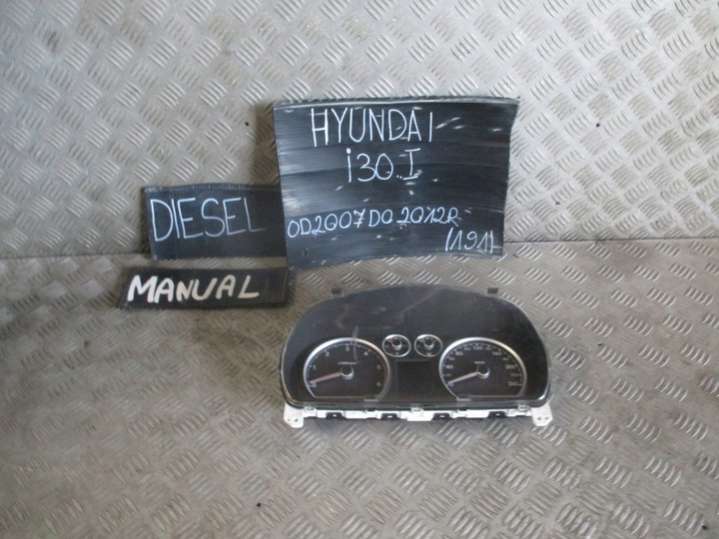 HYUNDAI
i30 I
OD2007DO2012R
(191)
DIESEL
MANUAL